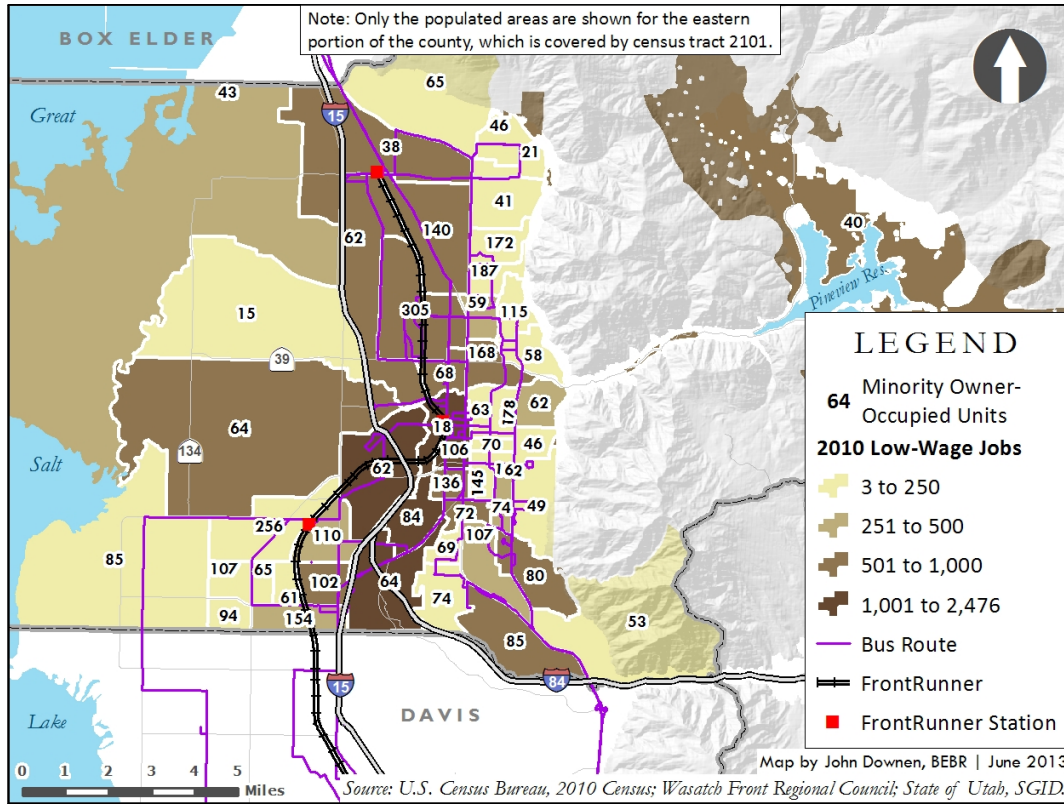 Note: Only the populated areas are shown for the eastern
portion of the county, which is covered by census tract 2101.
BOX ELDER
43
65
Great
15
46
38
21
41
40
62
140
172
187
Pineview Res.
59
305
115
15
168
58
39
68
62
63
178
64
18
70
46
134
106
Salt
62
162
136
145
49
74
84
72
256
110
107
85
69
107
65
80
102
64
61
74
94
154
53
85
84
15
DAVIS
Lake
LEGEND
64 Minority Owner-
Occupied Units
2010 Low-Wage Jobs
3 to 250
251 to 500
501 to 1,000
1,001 to 2,476
Bus Route
FrontRunner
FrontRunner Station
0 1 2 3 4 5
Miles
Map by John Downen, BEBR | June 2013
Source: U.S. Census Bureau, 2010 Census; Wasatch Front Regional Council; State of Utah, SGID